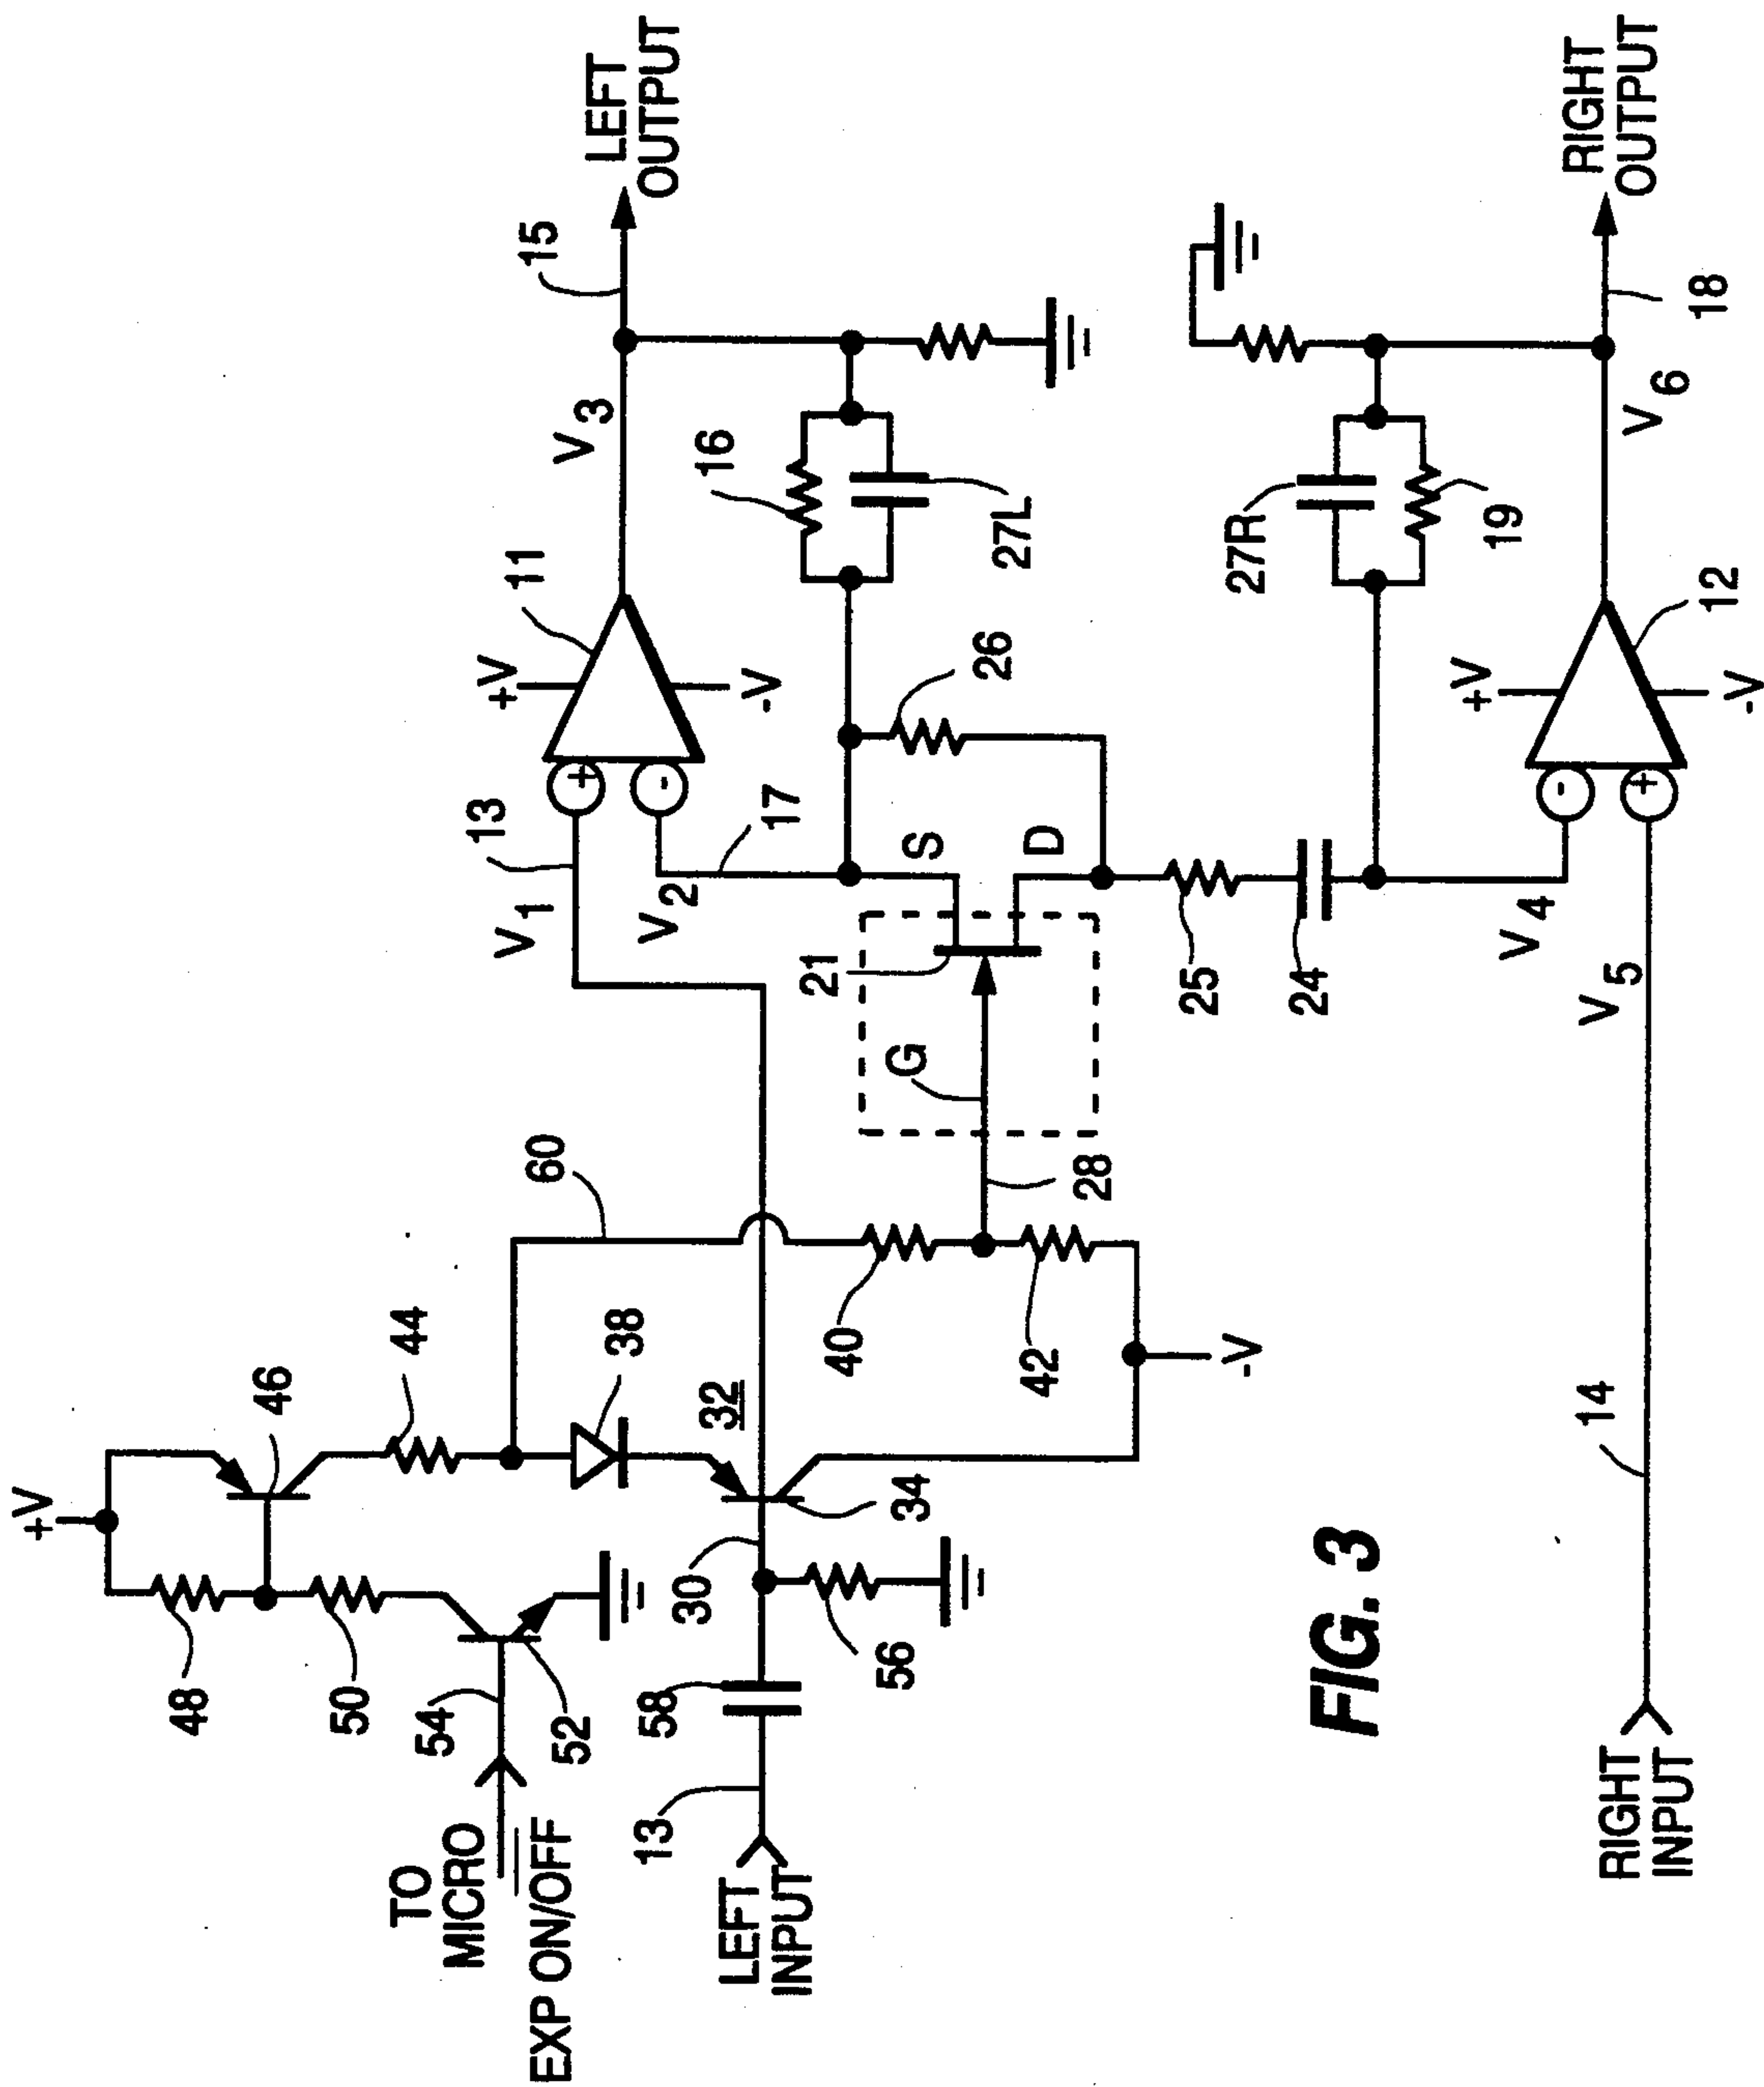 +V
48
46
50
44
TO
MICRO
54
EXP ON/OFF
52
38
60
13
V1
+V
11
V3
15
LEFT
OUTPUT
LEFT
INPUT
13
58
30
56
34
32
+
-
-V
V2
17
16
40
42
21
G
S
D
26
27L
28
-V
25
24
27R
19
FIG. 3
V4
+V
-
+
12
-V
V5
V6
18
RIGHT
OUTPUT
14
RIGHT
INPUT